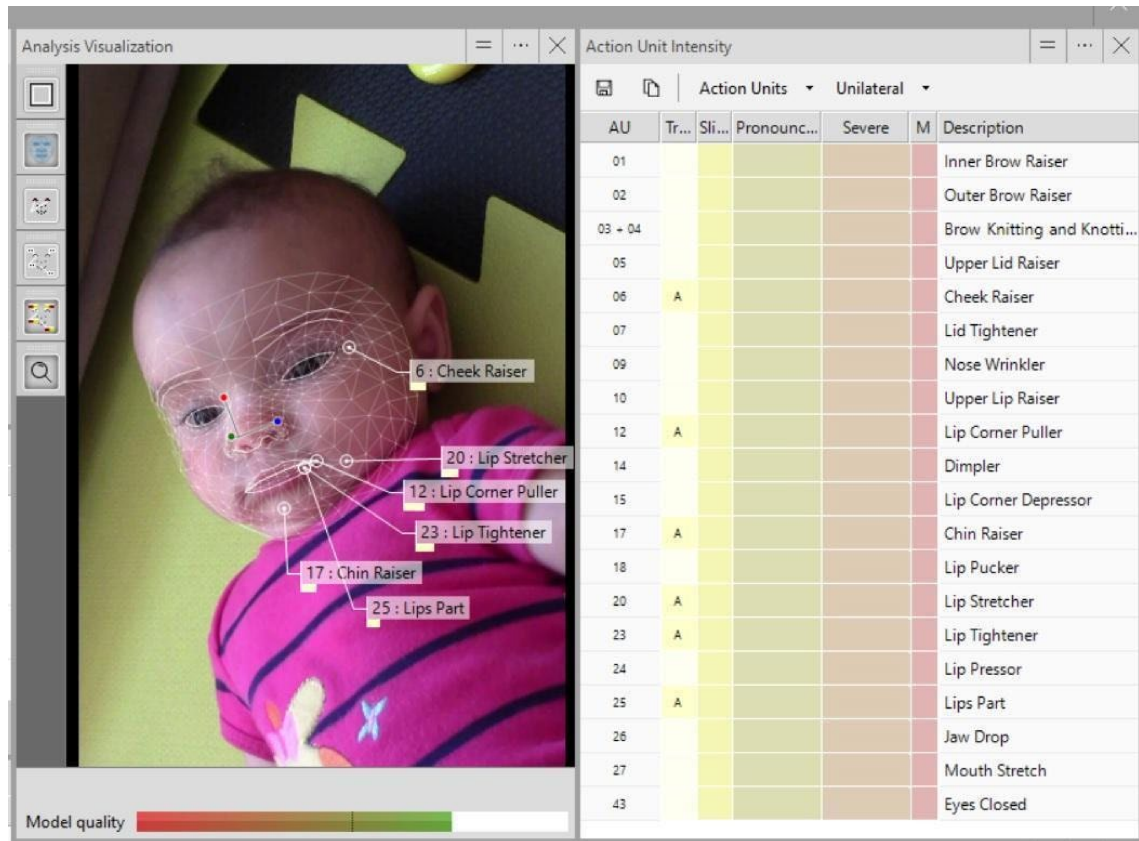 Analysis Visualization
6 : Cheek Raiser
20 : Lip Stretcher
12 : Lip Corner Puller
23 : Lip Tightener
17 : Chin Raiser
25 : Lips Part
Model quality
Action Unit Intensity
Action Units Unilateral
AU Tr... Sli... Pronounc... Severe M Description
01 Inner Brow Raiser
02 Outer Brow Raiser
03 + 04 Brow Knitting and Knotti...
05 Upper Lid Raiser
06 A Cheek Raiser
07 Lid Tightener
09 Nose Wrinkler
10 Upper Lip Raiser
12 A Lip Corner Puller
14 Dimpler
15 Lip Corner Depressor
17 A Chin Raiser
18 Lip Pucker
20 A Lip Stretcher
23 A Lip Tightener
24 Lip Pressor
25 A Lips Part
26 Jaw Drop
27 Mouth Stretch
43 Eyes Closed